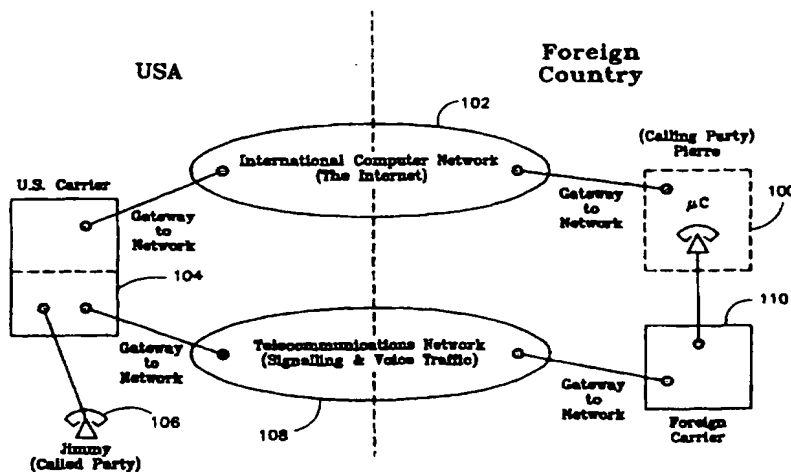 USA
Foreign
Country
102
(Calling Party)
Pierre
International Computer Network
(The Internet)
U.S. Carrier
Gateway
to
Network
Gateway
to
Network
μC
100
104
110
Telecommunications Network
(Signalling & Voice Traffic)
Gateway
to
Network
Gateway
to
Network
106
108
Jimmy
(Called Party)
Foreign
Carrier